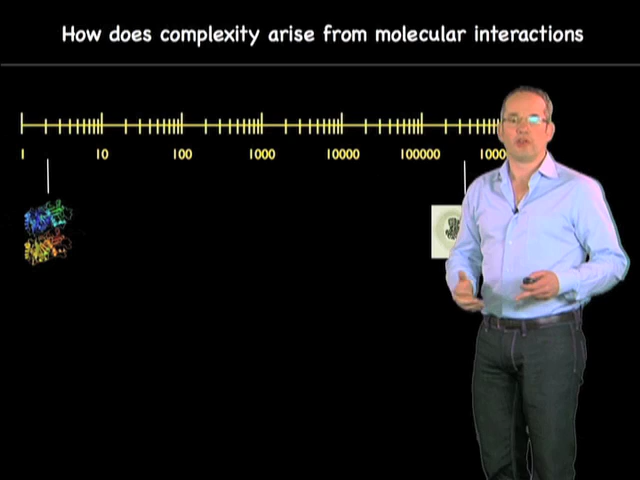 How does complexity arise from molecular interactions
1 10 100 1000 10000 100000